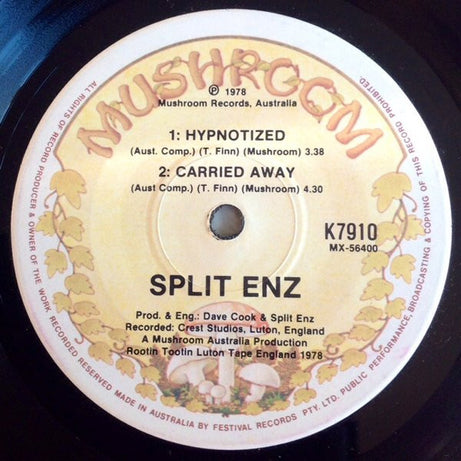 MUSHROOM
℗ 1978
Mushroom Records, Australia
1: HYPNOTIZED
(Aust. Comp.) (T. Finn) (Mushroom) 3.38
2: CARRIED AWAY
(Aust Comp.) (T. Finn) (Mushroom) 4.30
K7910
MX-56400
SPLIT ENZ
Prod. & Eng.: Dave Cook & Split Enz
Recorded: Crest Studios, Luton, England
A Mushroom Australia Production
Rootin Tootin Luton Tape England 1978
ALL RIGHTS OF RECORD PRODUCER & OWNER OF THE WORK RECORDED RESERVED MADE IN AUSTRALIA BY FESTIVAL RECORDS PTY. LTD. PUBLIC PERFORMANCE, BROADCASTING & COPYING OF THIS RECORD PROHIBITED.